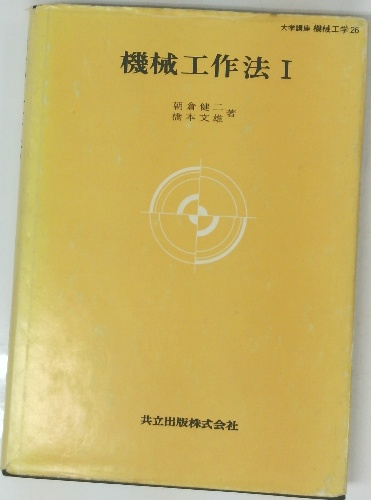 大学講座 機械工学 26
機械工作法 I
朝倉健二
橋本文雄
著
共立出版株式会社